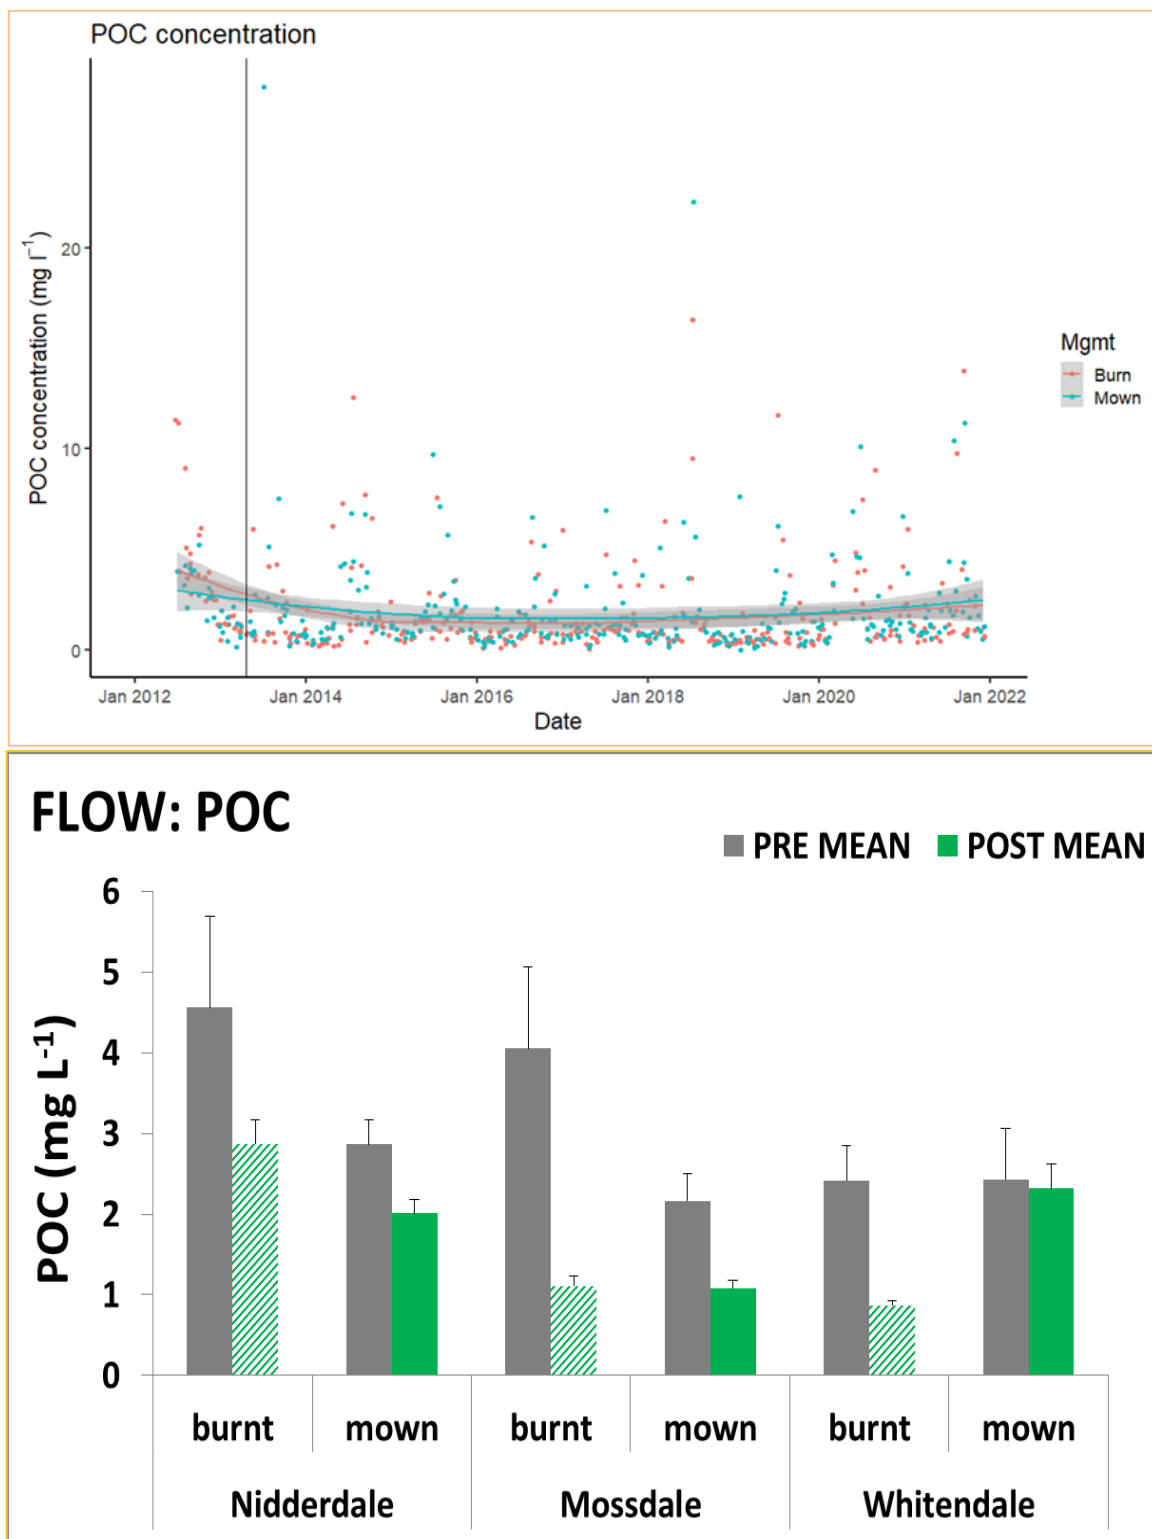 POC concentration
POC concentration (mg l⁻¹)
20
10
0
Jan 2012 Jan 2014 Jan 2016 Jan 2018 Jan 2020 Jan 2022
Date
Mgmt
Burn
Mown
FLOW: POC
PRE MEAN POST MEAN
POC (mg L⁻¹)
6
5
4
3
2
1
0
burnt mown burnt mown burnt mown
Nidderdale Mossdale Whitendale